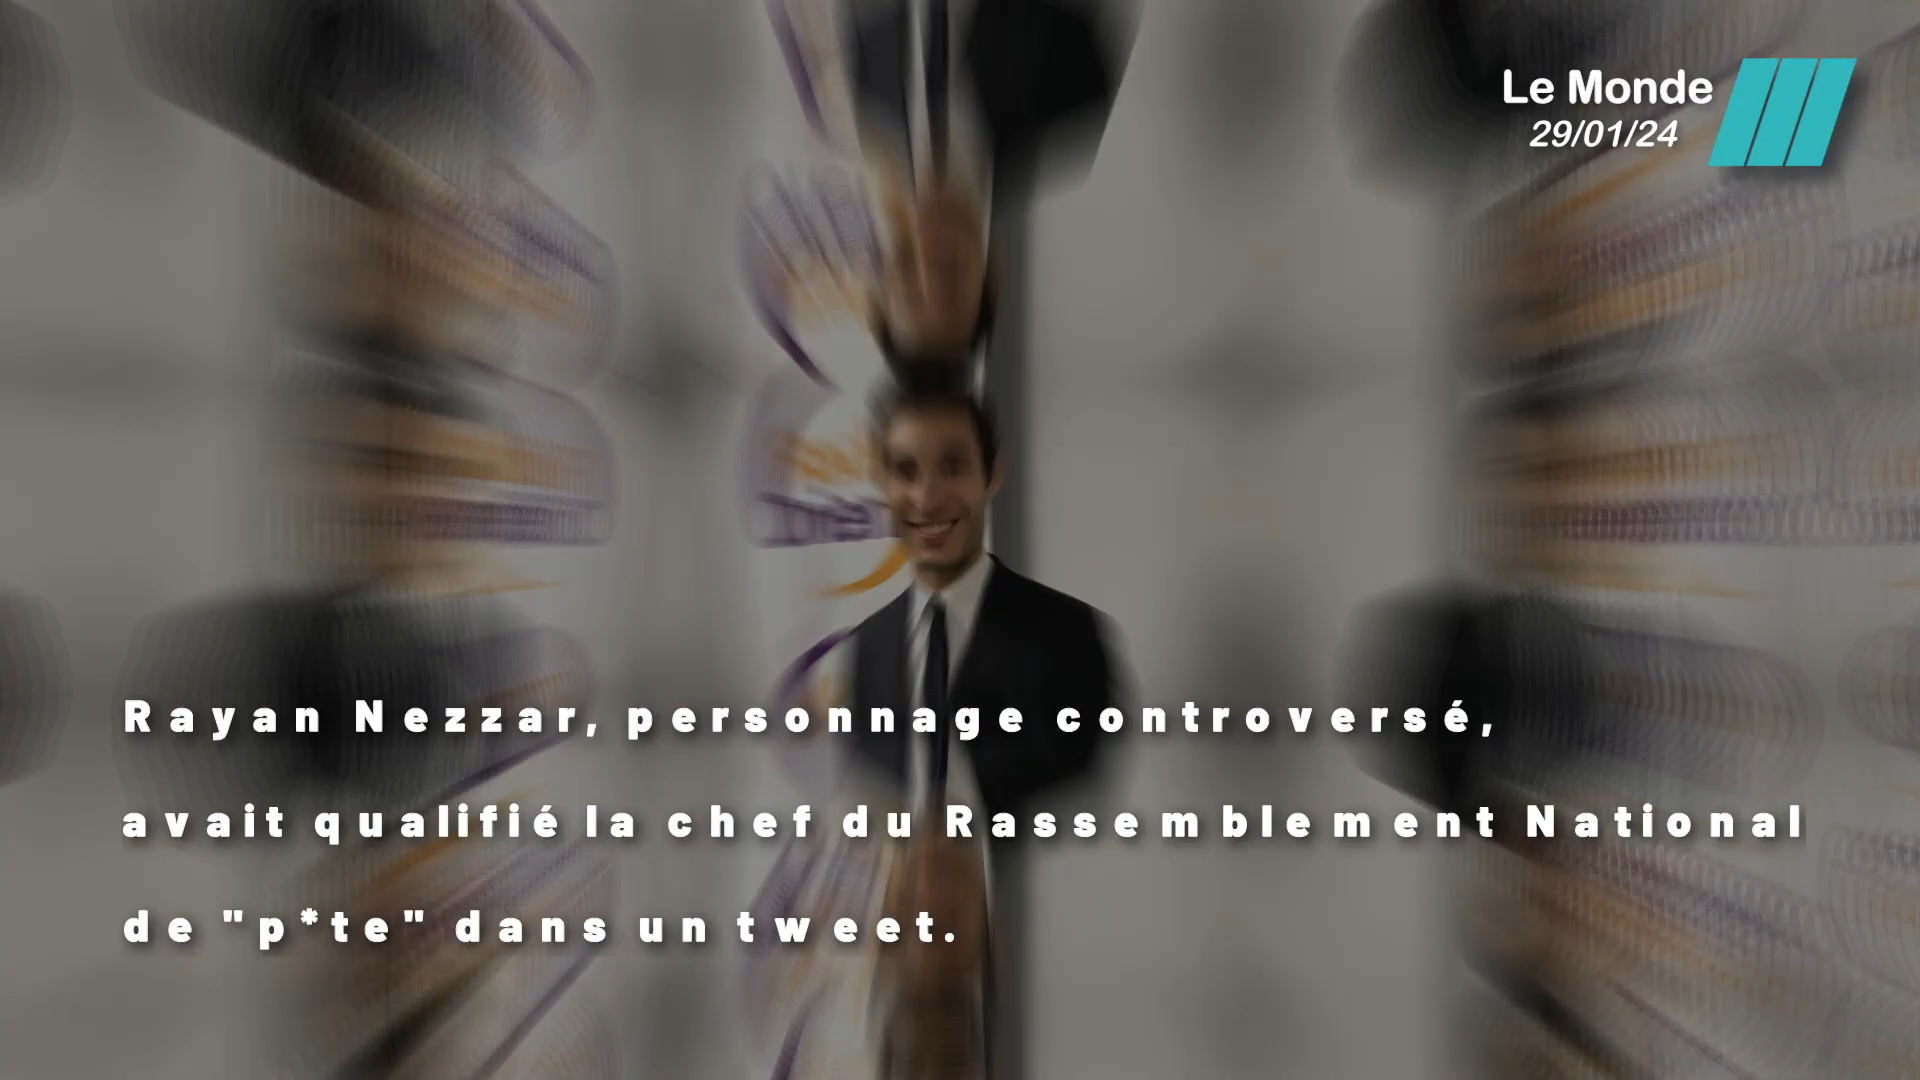 Le Monde
29/01/24
Rayan Nezzar, personnage controversé,
avait qualifié la chef du Rassemblement National
de "p*te" dans un tweet.